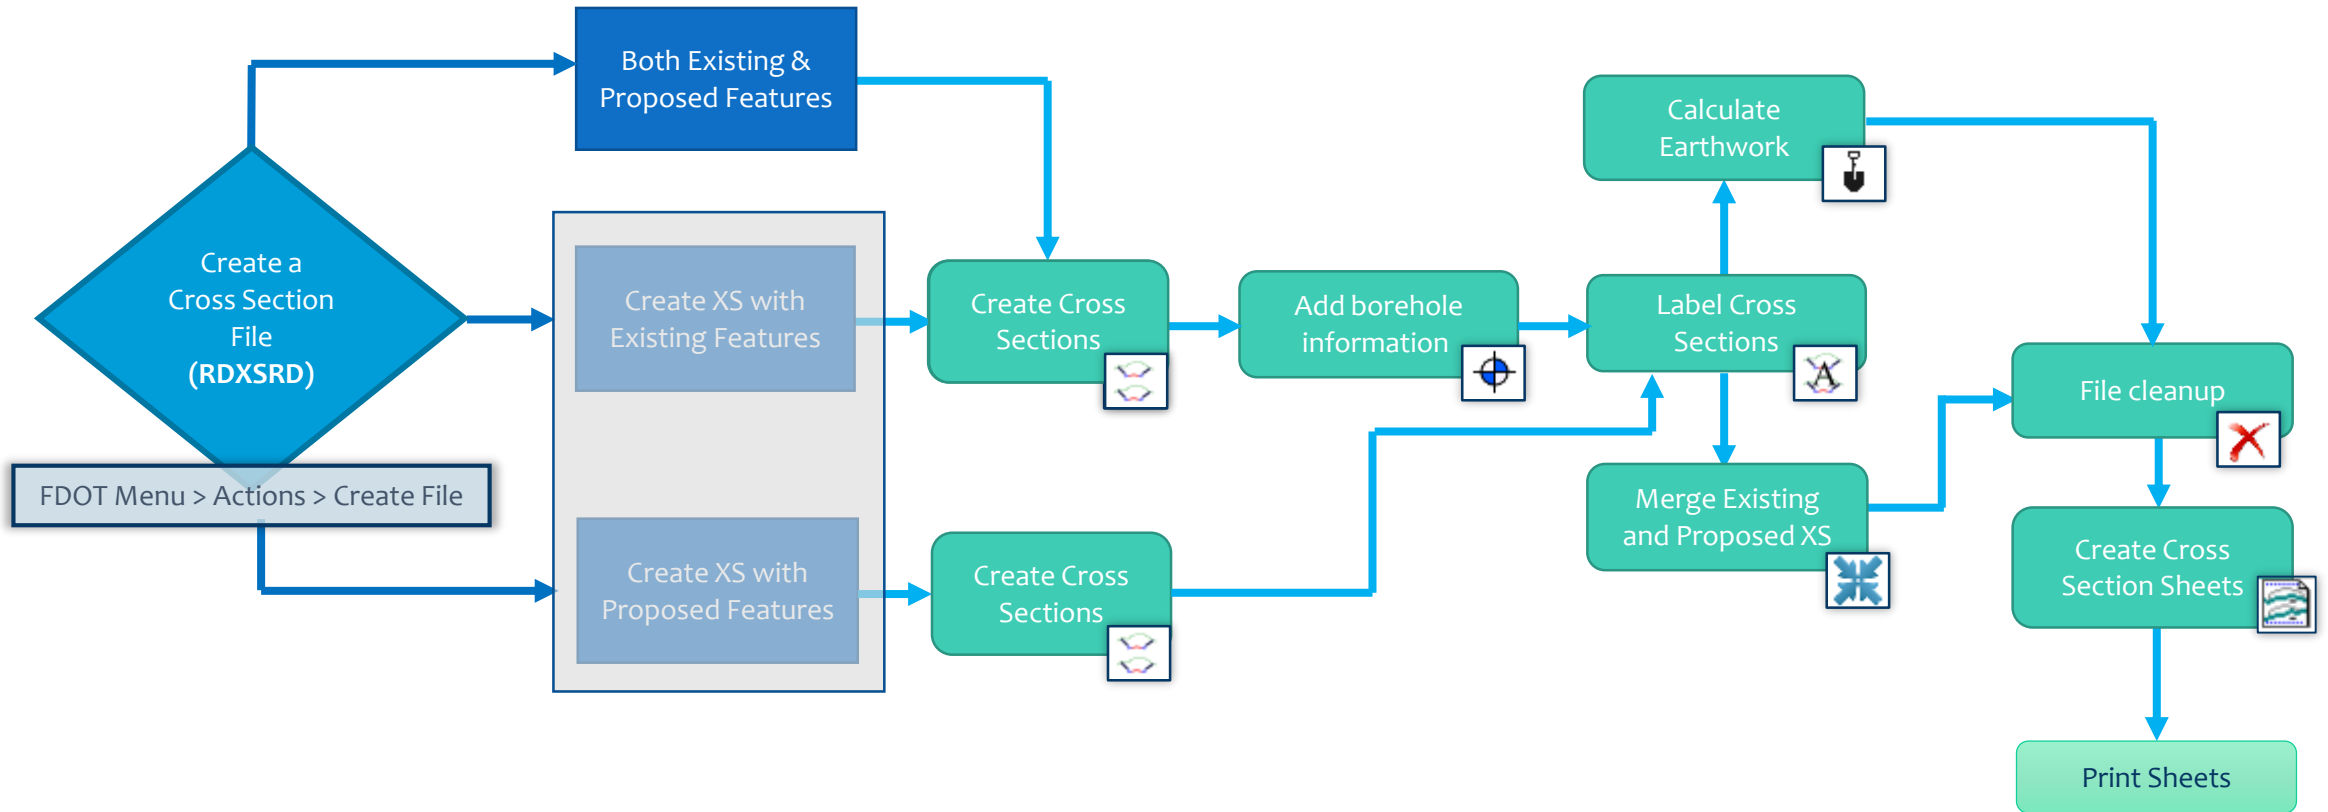 Both Existing &
Proposed Features
Create a
Cross Section
File
(RDXSRD)
FDOT Menu > Actions > Create File
Create XS with
Existing Features
Create XS with
Proposed Features
Create Cross
Sections
Create Cross
Sections
Add borehole
information
Calculate
Earthwork
Label Cross
Sections
A
Merge Existing
and Proposed XS
File cleanup
Create Cross
Section Sheets
Print Sheets